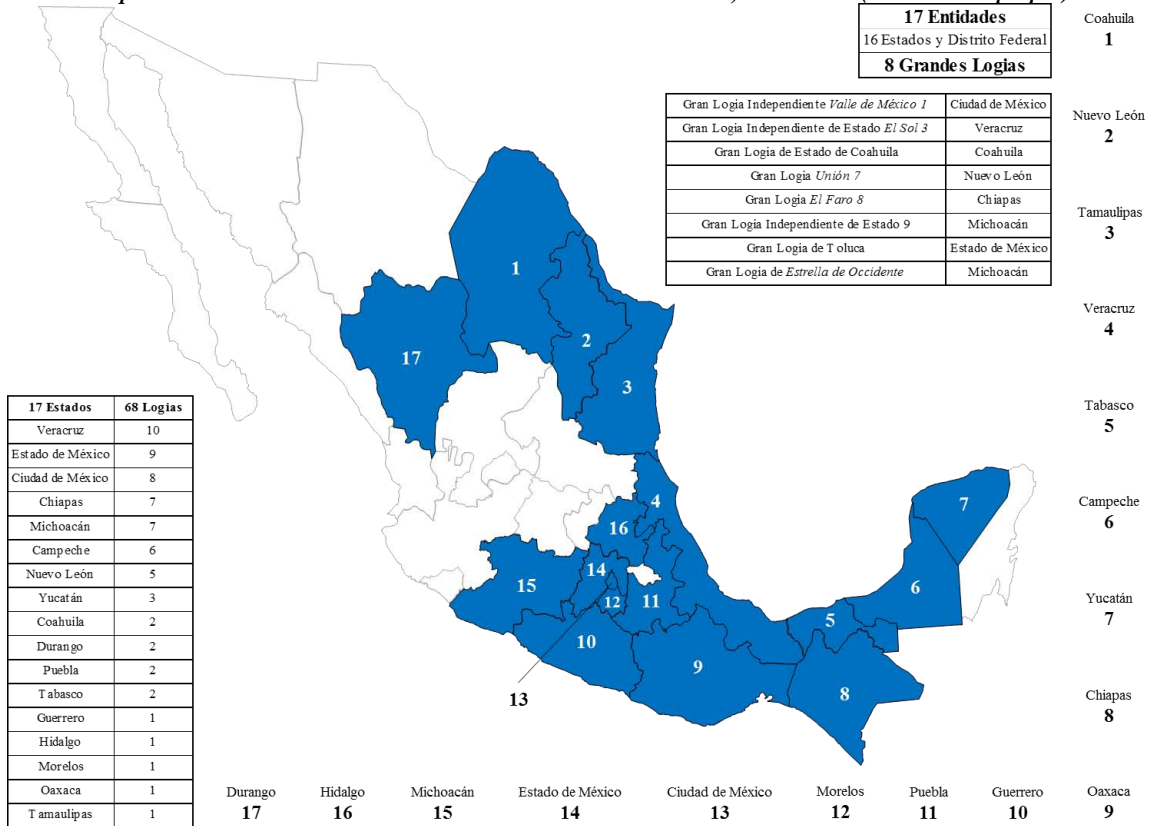 17 Entidades
16 Estados y Distrito Federal
8 Grandes Logias
Gran Logia Independiente Valle de México 1 Ciudad de México
Gran Logia Independiente de Estado El Sol 3 Veracruz
Gran Logia de Estado de Coahuila Coahuila
Gran Logia Unión 7 Nuevo León
Gran Logia El Faro 8 Chiapas
Gran Logia Independiente de Estado 9 Michoacán
Gran Logia de Toluca Estado de México
Gran Logia de Estrella de Occidente Michoacán
Coahuila
1
Nuevo León
2
Tamaulipas
3
Veracruz
4
Tabasco
5
Campeche
6
Yucatán
7
Chiapas
8
1
2
3
17
4
16
7
14
15
12
11
6
5
10
9
8
13
17 Estados 68 Logias
Veracruz 10
Estado de México 9
Ciudad de México 8
Chiapas 7
Michoacán 7
Campeche 6
Nuevo León 5
Yucatán 3
Coahuila 2
Durango 2
Puebla 2
Tabasco 2
Guerrero 1
Hidalgo 1
Morelos 1
Oaxaca 1
Tamaulipas 1
Durango Hidalgo Michoacán Estado de México Ciudad de México Morelos Puebla Guerrero Oaxaca
17 16 15 14 13 12 11 10 9